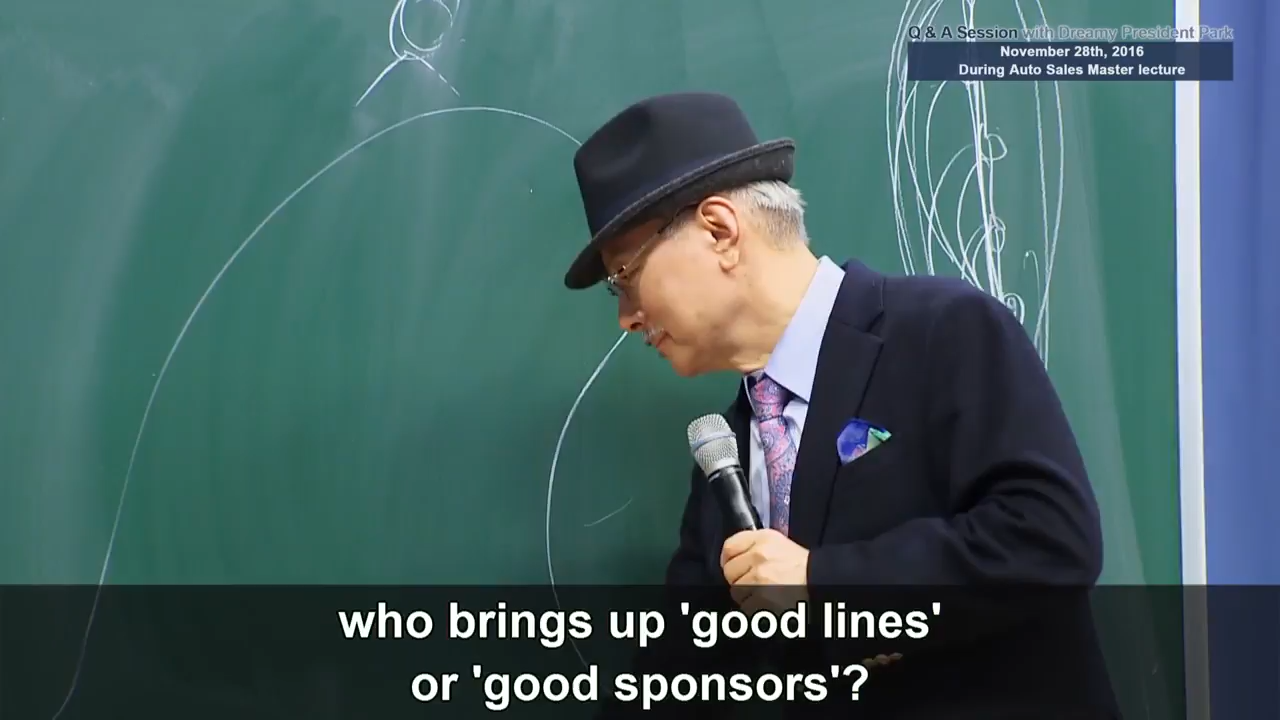 Q & A Session with Dreamy President Park
November 28th, 2016
During Auto Sales Master lecture
who brings up 'good lines'
or 'good sponsors'?